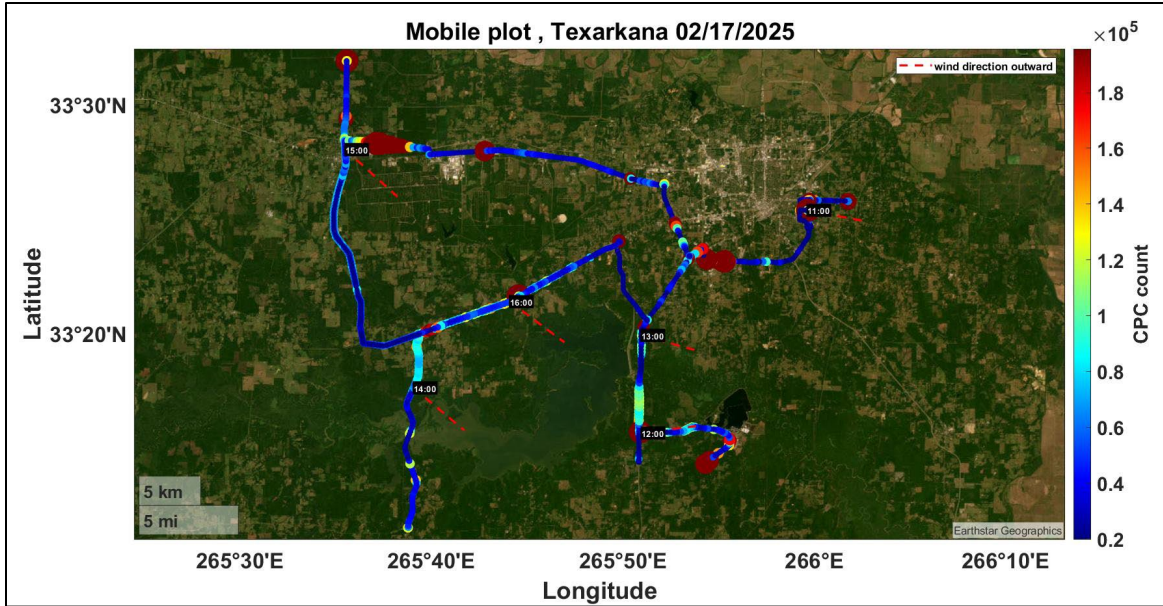 Mobile plot , Texarkana 02/17/2025
×10⁵
wind direction outward
33°30'N
33°20'N
Latitude
15:00
11:00
16:00
13:00
14:00
12:00
5 km
5 mi
Earthstar Geographics
265°30'E
265°40'E
265°50'E
266°E
266°10'E
Longitude
1.8
1.6
1.4
1.2
1
0.8
0.6
0.4
0.2
CPC count